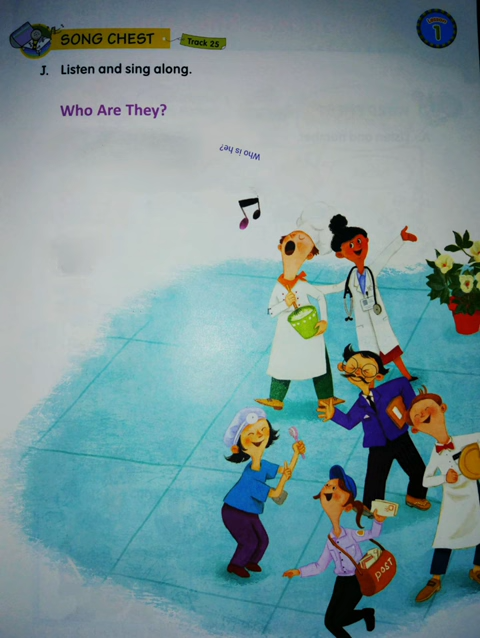 SONG CHEST
Track 25
1
J. Listen and sing along.
Who Are They?
Who is he?
POST